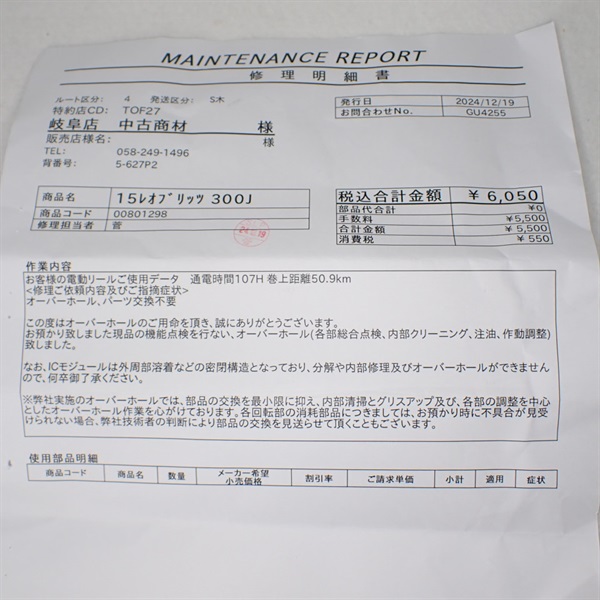 MAINTENANCE REPORT
修理明細書
ルート区分: 4 発送区分: S木
特約店CD: TOF27
岐阜店 中古商材 様
販売店様名: 様
TEL: 058-249-1496
背番号: 5-627P2
発行日 2024/12/19
お問合わせNo. GU4255
商品名 15レオブリッツ 300J
商品コード 00801298
修理担当者 菅
税込合計金額 ¥ 6,050
部品代合計 ¥0
手数料 ¥5,500
合計金額 ¥ 5,500
消費税 ¥ 550
作業内容
お客様の電動リールご使用データ 通電時間107H 巻上距離50.9km
<修理ご依頼内容及びご指摘症状>
オーバーホール、パーツ交換不要
この度はオーバーホールのご用命を頂き、誠にありがとうございます。
お預かり致しました現品の機能点検を行ない、オーバーホール(各部総合点検、内部クリーニング、注油、作動調整)
致しました。
なお、ICモジュールは外周部溶着などの密閉構造となっており、分解や内部修理及びオーバーホールができません
ので、何卒御了承ください。
※弊社実施のオーバーホールでは、部品の交換を最小限に抑え、内部清掃とグリスアップ及び、各部の調整を中心
としたオーバーホール作業を心がけております。各回転部の消耗部品につきましては、お預かり時に不具合が見受
けられない場合、弊社技術者の判断により部品の交換を見送らせて頂くこともございます。
使用部品明細
商品コード 商品名 数量 メーカー希望 小売価格 割引率 ご請求単価 小計 適用 症状